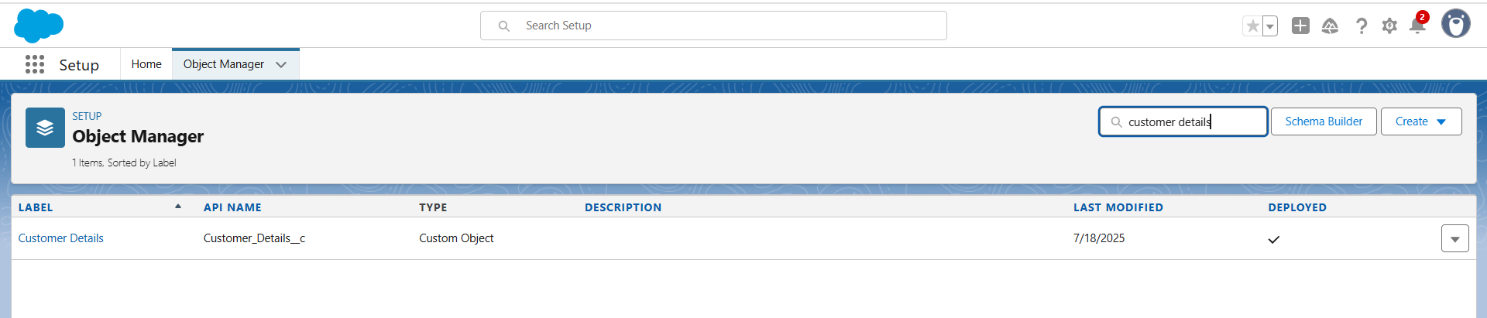 Search Setup
2
Setup Home Object Manager
SETUP
Object Manager
1 Items, Sorted by Label
customer details
Schema Builder
Create
LABEL API NAME TYPE DESCRIPTION LAST MODIFIED DEPLOYED
Customer Details Customer_Details__c Custom Object 7/18/2025